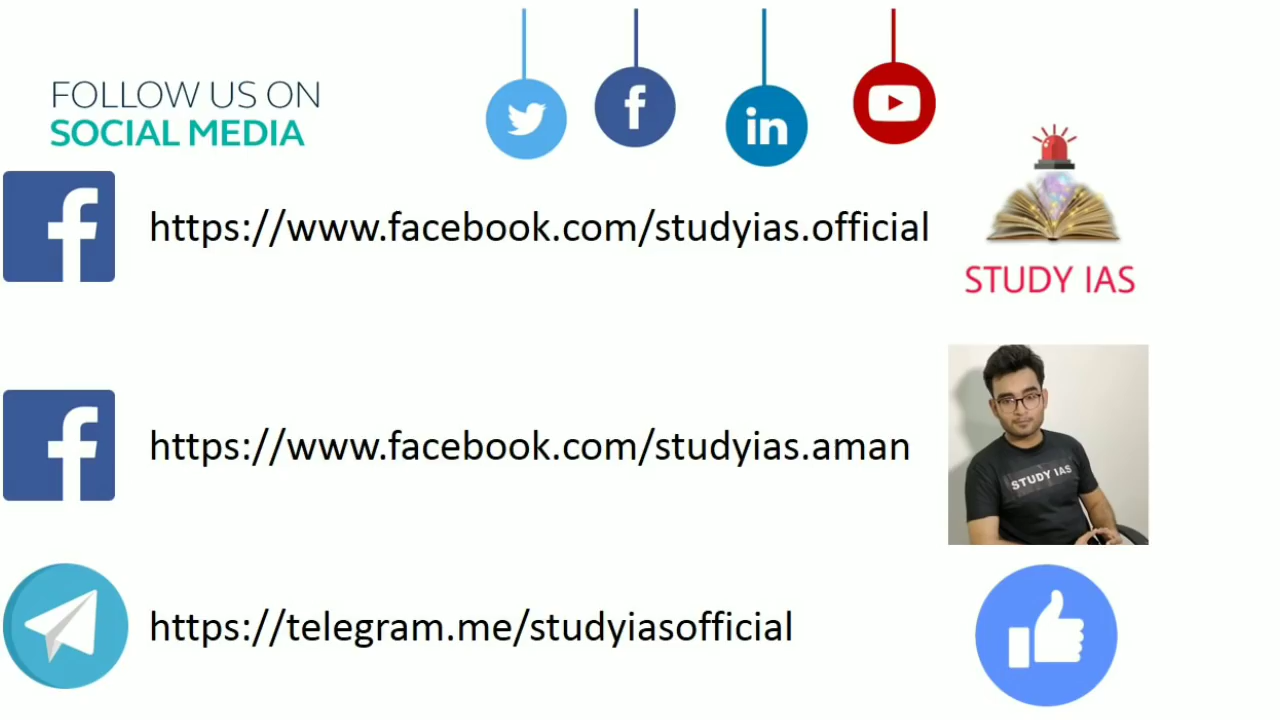 FOLLOW US ON
SOCIAL MEDIA
in
https://www.facebook.com/studyias.official
STUDY IAS
https://www.facebook.com/studyias.aman
STUDY IAS
https://telegram.me/studyiasofficial